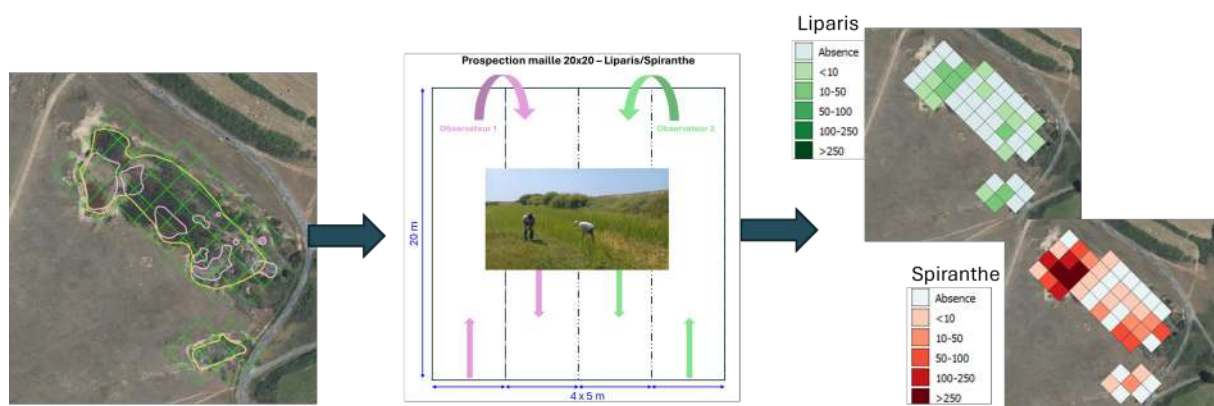 Prospection maille 20x20 – Liparis/Spiranthe
Observateur 1
Observateur 2
20 m
4 x 5 m
Liparis
Absence
<10
10-50
50-100
100-250
>250
Spiranthe
Absence
<10
10-50
50-100
100-250
>250